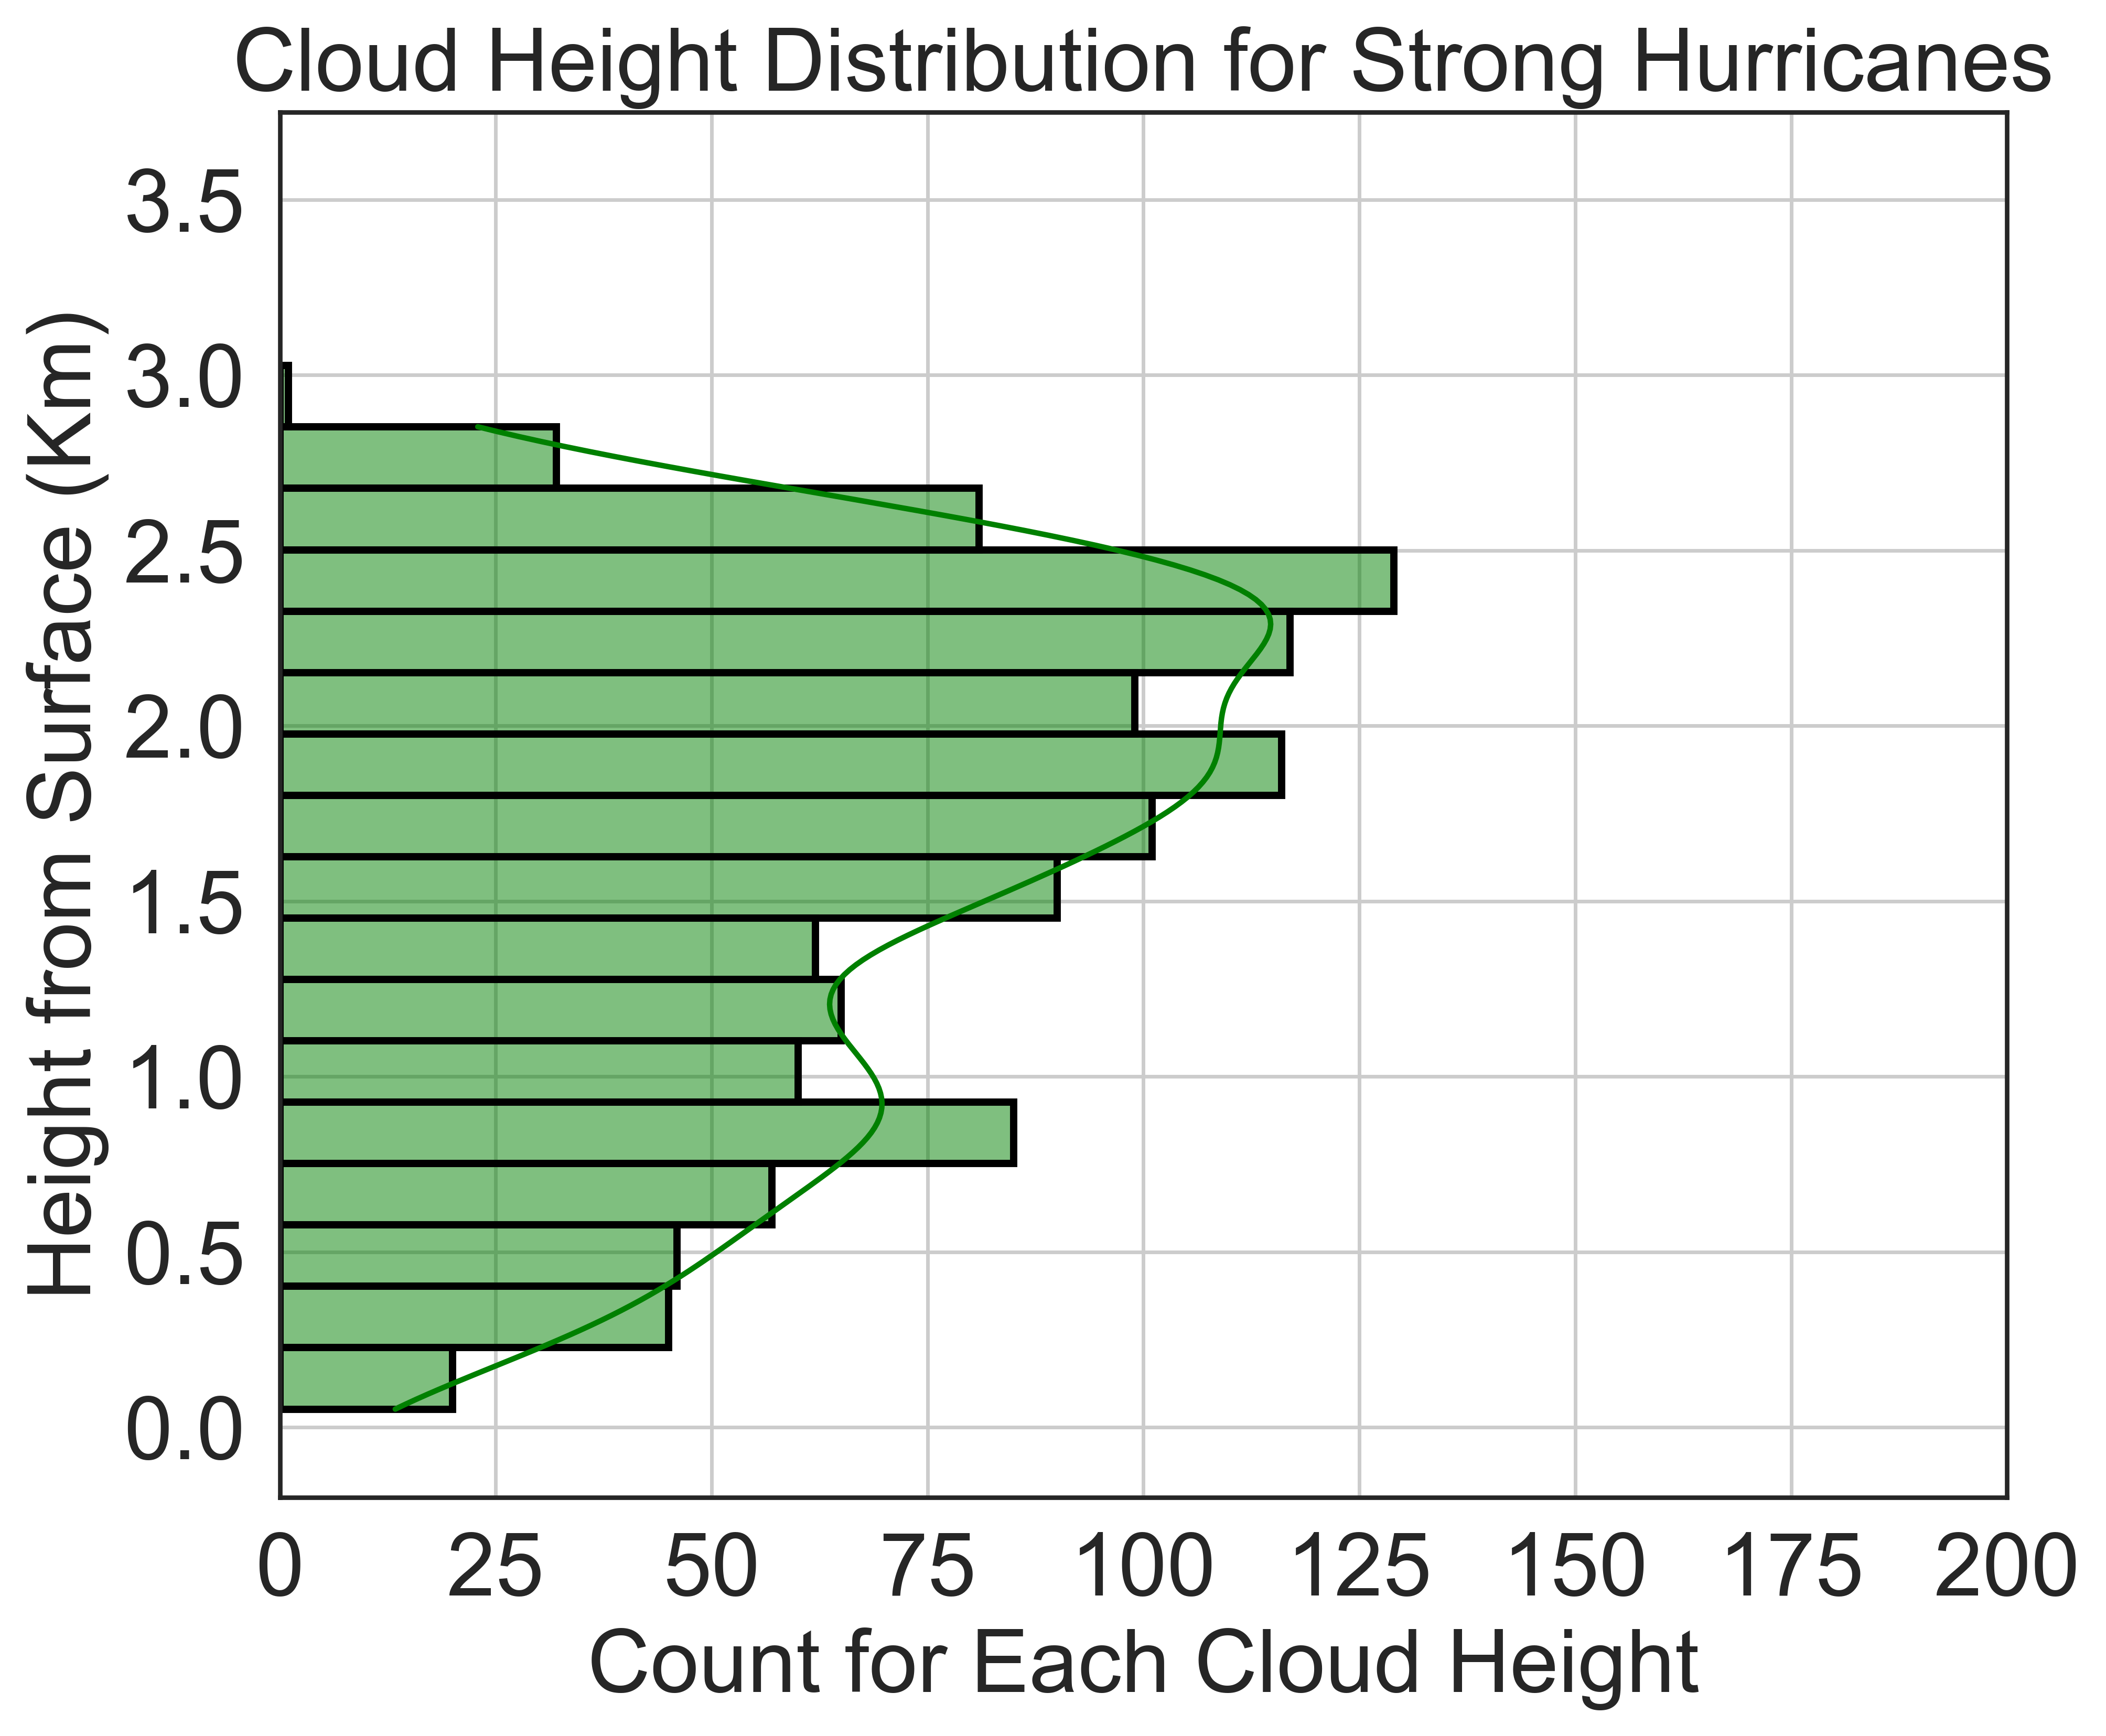 Cloud Height Distribution for Strong Hurricanes
Height from Surface (Km)
3.5
3.0
2.5
2.0
1.5
1.0
0.5
0.0
0 25 50 75 100 125 150 175 200
Count for Each Cloud Height